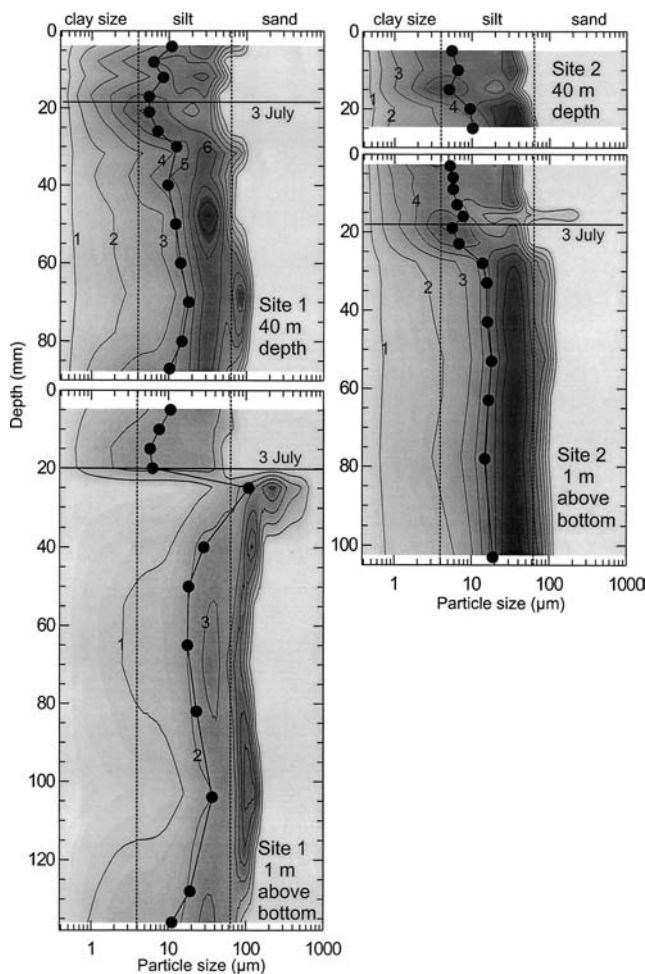 clay size silt sand
clay size silt sand
0
20
40
60
80
3 July
1
2
3
4
5
6
Site 1
40 m
depth
0
20
1
2
3
4
Site 2
40 m
depth
0
20
40
60
80
100
3 July
1
2
3
4
Site 2
1 m
above
bottom
1 10 100 1000
Particle size (µm)
Depth (mm)
0
20
40
60
80
100
120
3 July
1
2
3
Site 1
1 m
above
bottom
1 10 100 1000
Particle size (µm)